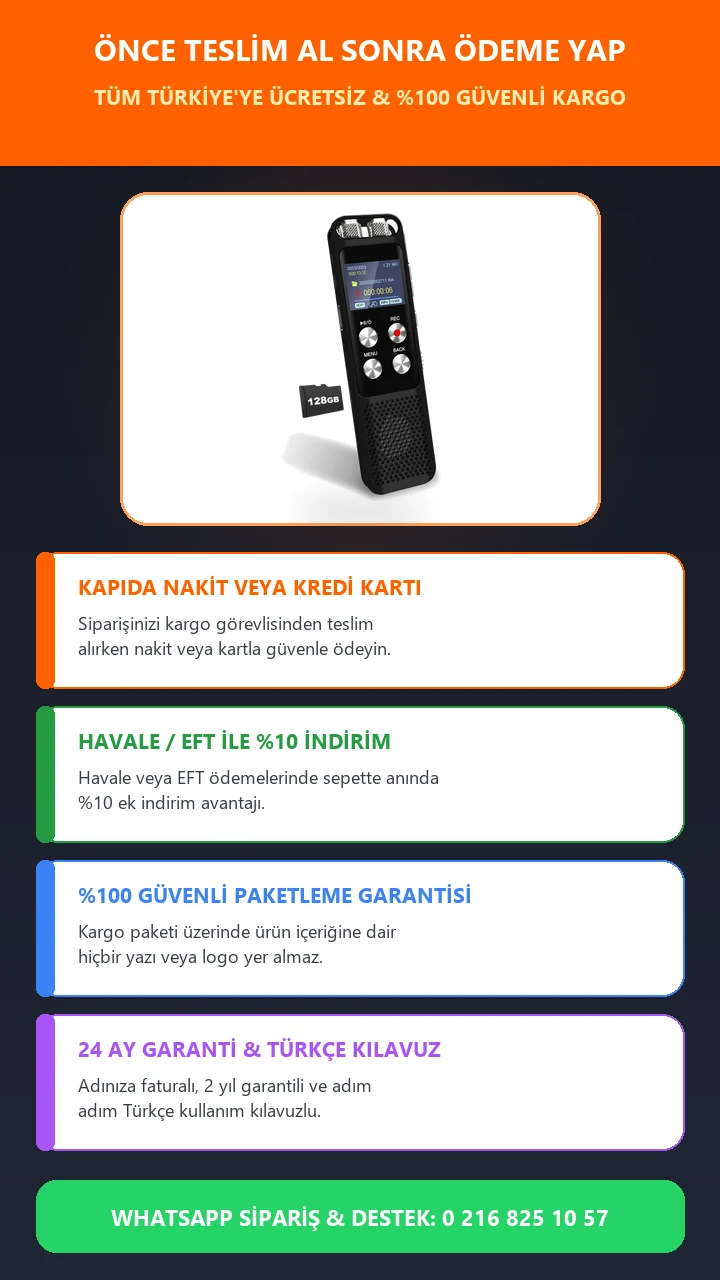 ÖNCE TESLİM AL SONRA ÖDEME YAP
TÜM TÜRKİYE'YE ÜCRETSİZ & %100 GÜVENLİ KARGO
000:00:06
REC
MENU
BACK
128GB
KAPIDA NAKİT VEYA KREDİ KARTI
Siparişinizi kargo görevlisinden teslim
alırken nakit veya kartla güvenle ödeyin.
HAVALE / EFT İLE %10 İNDİRİM
Havale veya EFT ödemelerinde sepette anında
%10 ek indirim avantajı.
%100 GÜVENLİ PAKETLEME GARANTİSİ
Kargo paketi üzerinde ürün içeriğine dair
hiçbir yazı veya logo yer almaz.
24 AY GARANTİ & TÜRKÇE KILAVUZ
Adınıza faturalı, 2 yıl garantili ve adım
adım Türkçe kullanım kılavuzlu.
WHATSAPP SİPARİŞ & DESTEK: 0 216 825 10 57